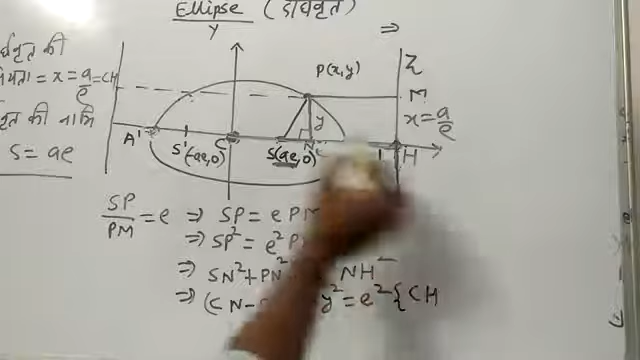 Ellipse (दीर्घवृत)
⇒
y
Z
P(x,y)
की
x = a/e = CH
M
की नाभि
y
x = a/e
A'
S'(-ae,0)
C
S(ae,0)
N
H
S = ae
SP/PM = e ⇒ SP = e PM
⇒ SP² = e² P
⇒ SN² + PN² NH
⇒ (CN- y² = e² {CH